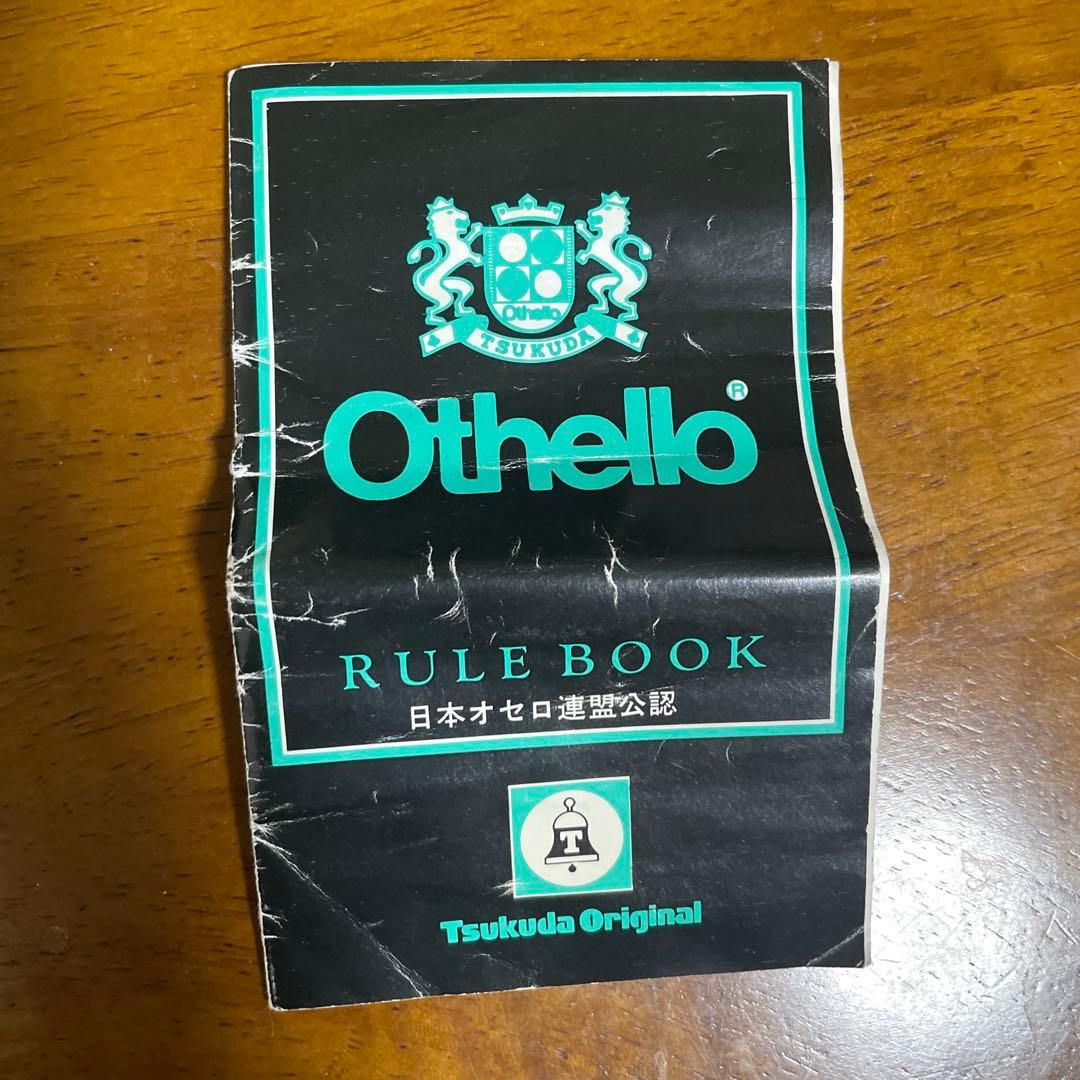 Othello
TSUKUDA
Othello®
RULE BOOK
日本オセロ連盟公認
T
Tsukuda Original